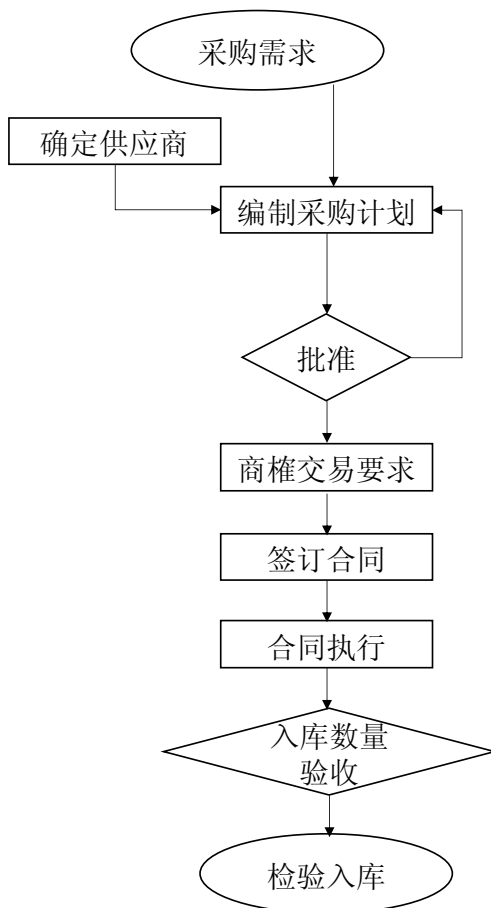 采购需求
确定供应商
编制采购计划
批准
商榷交易要求
签订合同
合同执行
入库数量
验收
检验入库